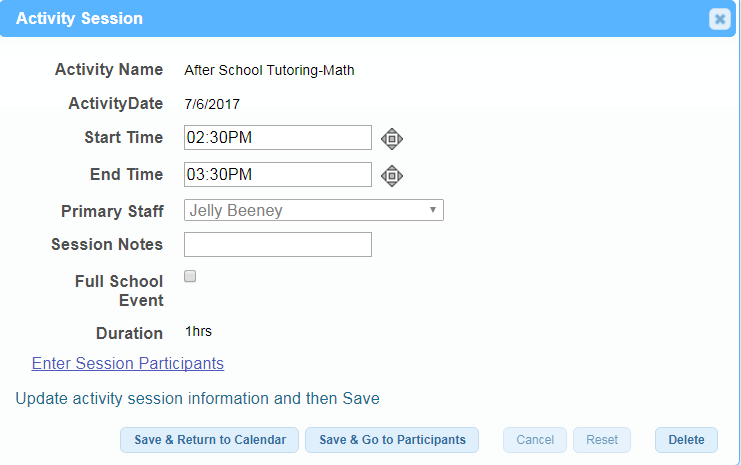 Activity Session
Activity Name After School Tutoring-Math
ActivityDate 7/6/2017
Start Time 02:30PM
End Time 03:30PM
Primary Staff Jelly Beeney
Session Notes
Full School
Event
Duration 1hrs
Enter Session Participants
Update activity session information and then Save
Save & Return to Calendar Save & Go to Participants Cancel Reset Delete